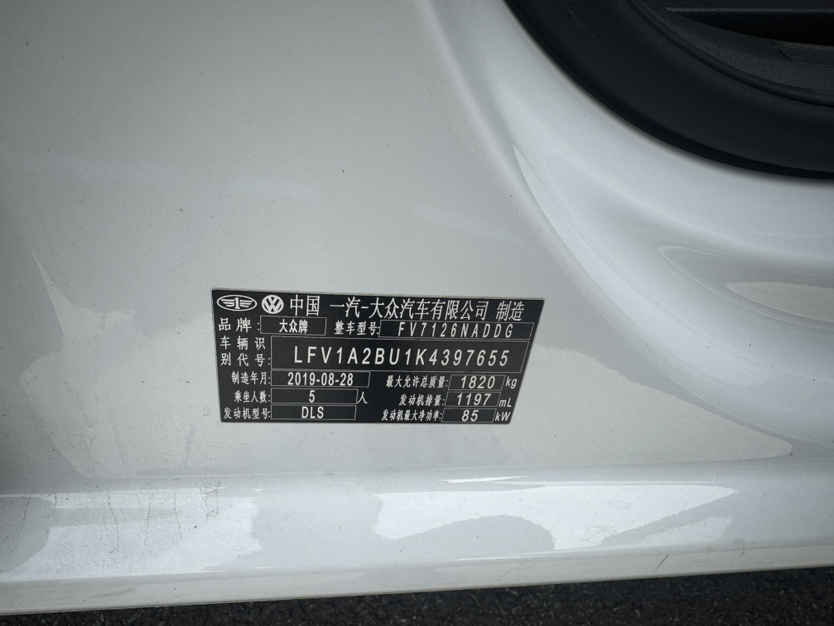 中国 一汽-大众汽车有限公司 制造
品牌: 大众牌 整车型号: FV7126NADDG
车辆识别代号: LFV1A2BU1K4397655
制造年月: 2019-08-28 最大允许总质量: 1820 kg
乘坐人数: 5 人 发动机排量: 1197 mL
发动机型号: DLS 发动机最大净功率: 85 kW